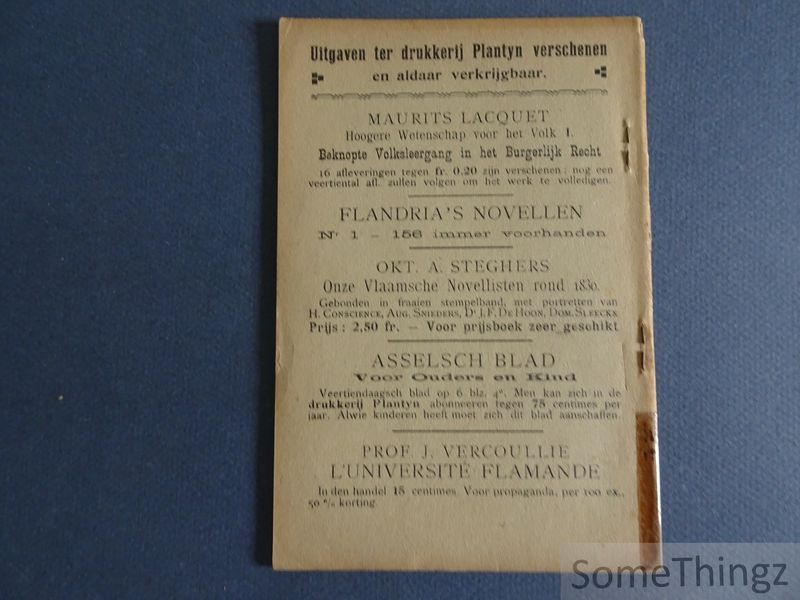 Uitgaven ter drukkerij Plantyn verschenen
en aldaar verkrijgbaar.
MAURITS LACQUET
Hoogere Wetenschap voor het Volk I.
Beknopte Volksleergang in het Burgerlijk Recht
16 afleveringen tegen fr. 0,20 zijn verschenen; nog een
veertiental afl. zullen volgen om het werk te volledigen.
FLANDRIA'S NOVELLEN
Nr 1 – 156 immer voorhanden
OKT. A. STEGHERS
Onze Vlaamsche Novellisten rond 1830.
Gebonden in fraaien stempelband, met portretten van
H. CONSCIENCE, AUG. SNIEDERS, Dr J. F. DE HOON, DOM. SLEECKX
Prijs : 2,50 fr. — Voor prijsboek zeer geschikt
ASSELSCH BLAD
Voor Ouders en Kind
Veertiendaagsch blad op 6 blz. 4°. Men kan zich in de
drukkerij Plantyn abonneeren tegen 75 centimes per
jaar. Alwie kinderen heeft moet zich dit blad aanschaffen.
PROF. J. VERCOULLIE
L'UNIVERSITÉ FLAMANDE
In den handel 15 centimes. Voor propaganda, per 100 ex.,
50 % korting.
SomeThingz